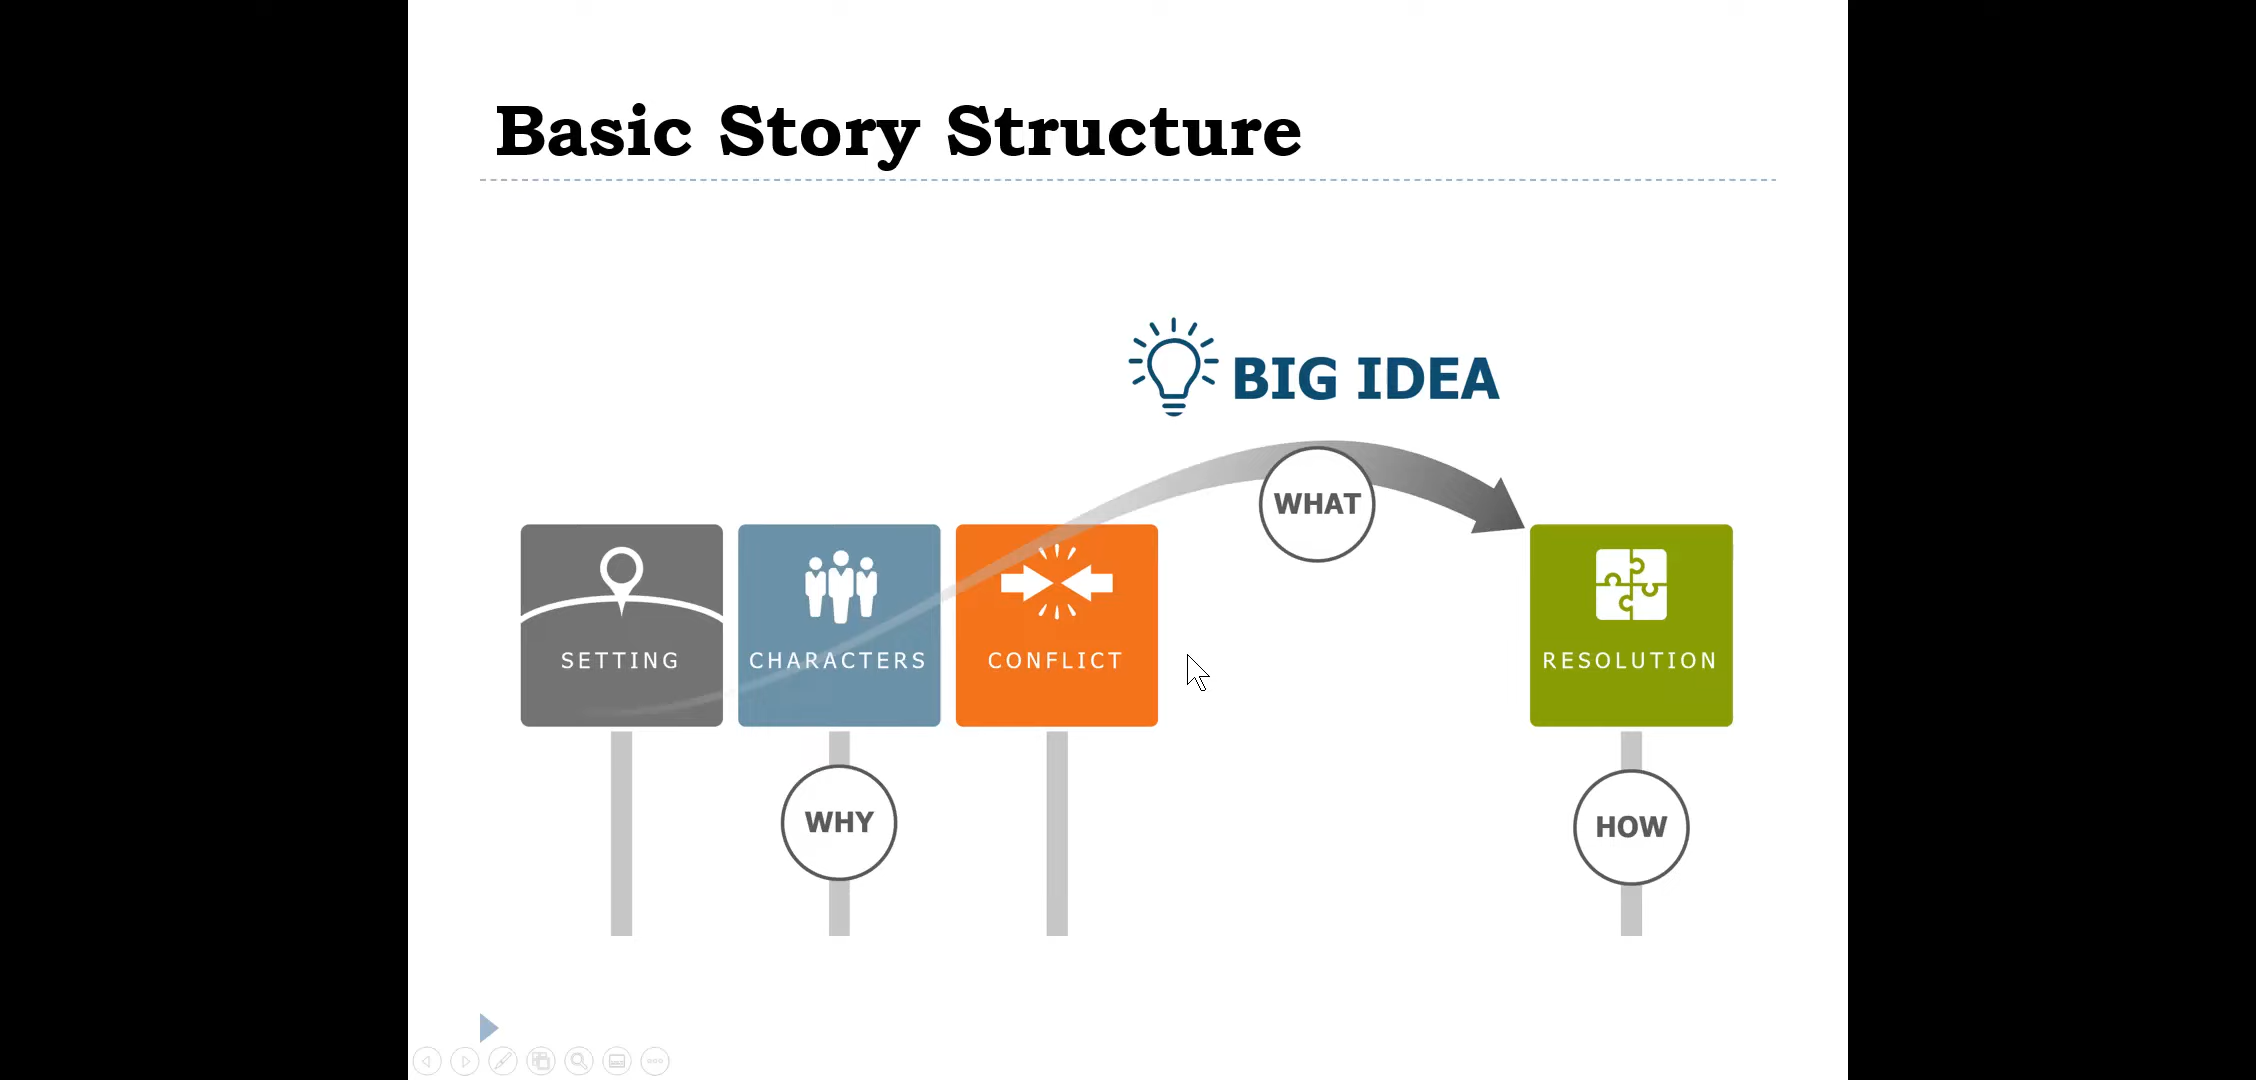 Basic Story Structure
BIG IDEA
WHAT
SETTING
CHARACTERS
CONFLICT
RESOLUTION
WHY
HOW